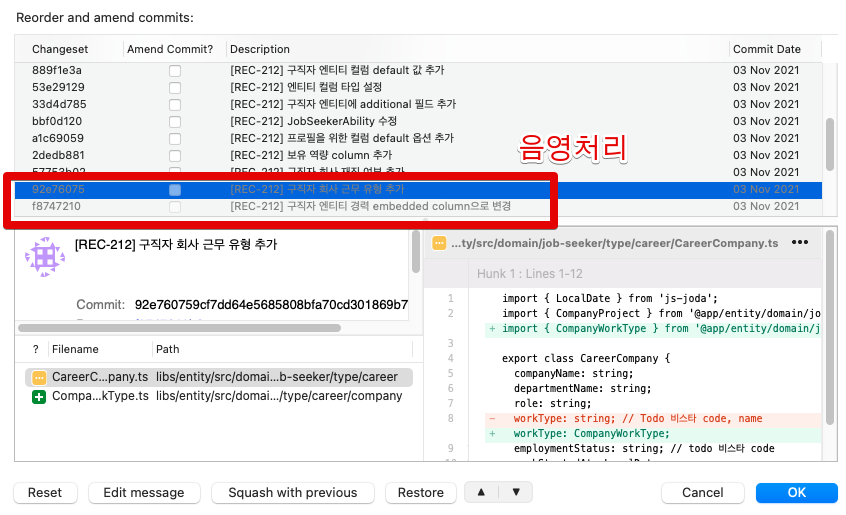 Reorder and amend commits:
Changeset Amend Commit? Description Commit Date
889f1e3a [REC-212] 구직자 엔티티 컬럼 default 값 추가 03 Nov 2021
53e29129 [REC-212] 엔티티 컬럼 타입 설정 03 Nov 2021
33d4d785 [REC-212] 구직자 엔티티에 additional 필드 추가 03 Nov 2021
bbf0d120 [REC-212] JobSeekerAbility 수정 03 Nov 2021
a1c69059 [REC-212] 프로필을 위한 컬럼 default 옵션 추가 03 Nov 2021
2dedb881 [REC-212] 보유 역량 column 추가 03 Nov 2021
음영처리
57753b02 [REC-212] 구직자 회사 재직 여부 추가 03 Nov 2021
92e76075 [REC-212] 구직자 회사 근무 유형 추가 03 Nov 2021
f8747210 [REC-212] 구직자 엔티티 경력 embedded column으로 변경 03 Nov 2021
[REC-212] 구직자 회사 근무 유형 추가
Commit: 92e760759cf7dd64e5685808bfa70cd301869b7
? Filename Path
CareerC...pany.ts libs/entity/src/domai...b-seeker/type/career
Compa...kType.ts libs/entity/src/domai.../type/career/company
...ty/src/domain/job-seeker/type/career/CareerCompany.ts •••
Hunk 1 : Lines 1-12
1 import { LocalDate } from 'js-joda';
2 import { CompanyProject } from '@app/entity/domain/jo
+ import { CompanyWorkType } from '@app/entity/domain/j
3
4 export class CareerCompany {
5 companyName: string;
6 departmentName: string;
7 role: string;
8 - workType: string; // Todo 비스타 code, name
+ workType: CompanyWorkType;
9 employmentStatus: string; // todo 비스타 code
Reset Edit message Squash with previous Restore ▲ ▼ Cancel OK